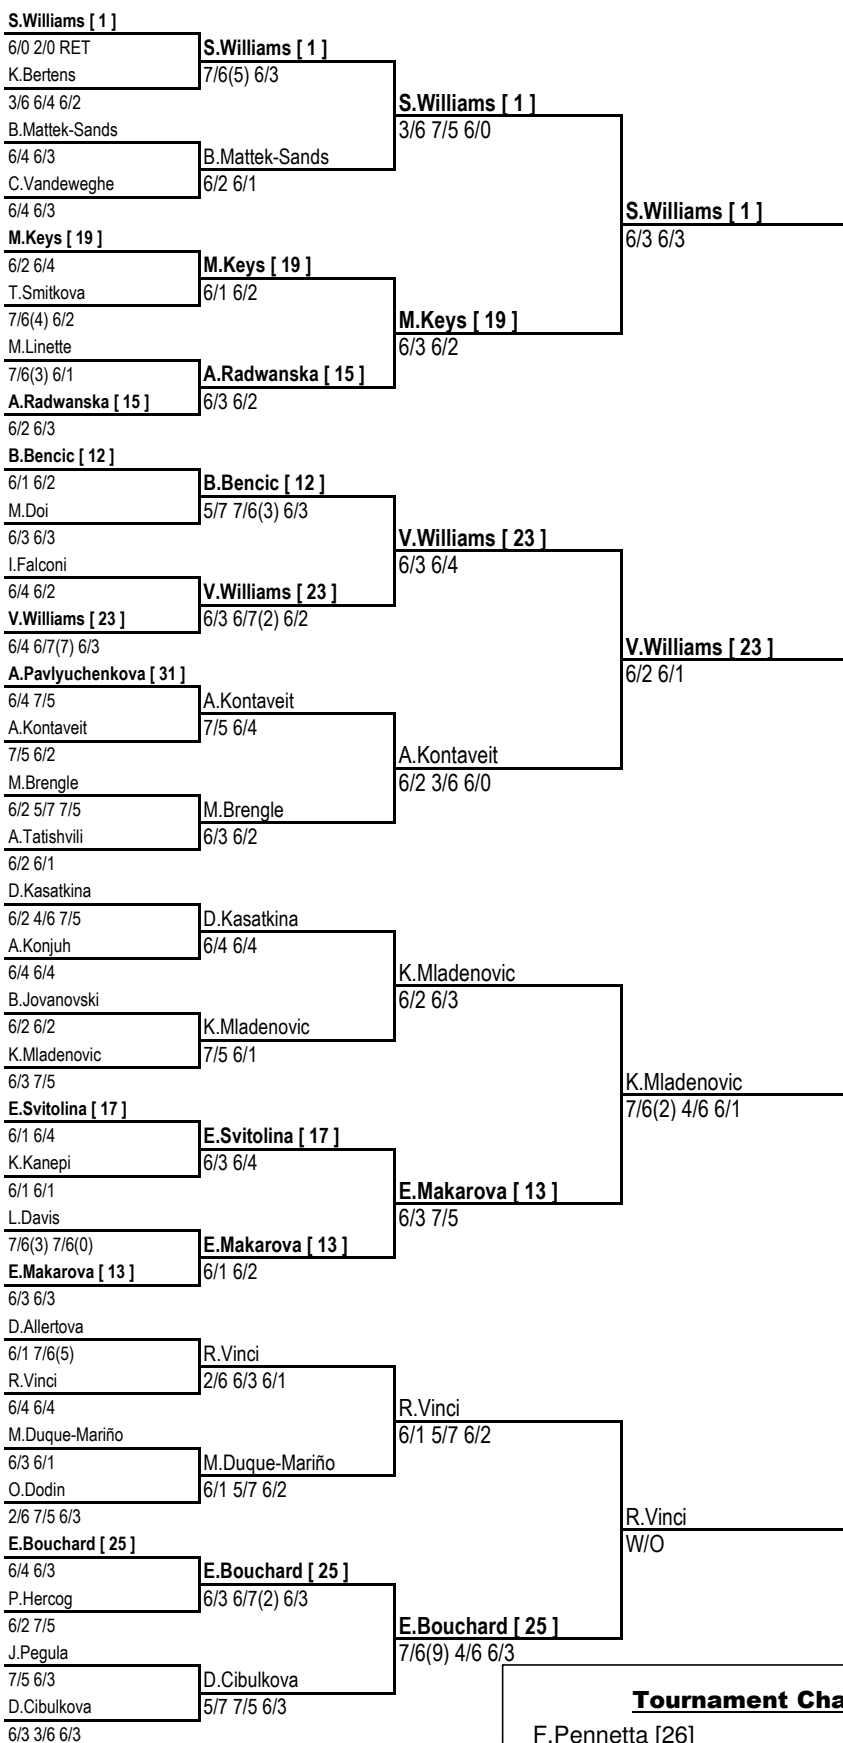 S.Williams [ 1 ]
6/0 2/0 RET
K.Bertens
3/6 6/4 6/2
B.Mattek-Sands
6/4 6/3
C.Vandeweghe
6/4 6/3
M.Keys [ 19 ]
6/2 6/4
T.Smitkova
7/6(4) 6/2
M.Linette
7/6(3) 6/1
A.Radwanska [ 15 ]
6/2 6/3
B.Bencic [ 12 ]
6/1 6/2
M.Doi
6/3 6/3
I.Falconi
6/4 6/2
V.Williams [ 23 ]
6/4 6/7(7) 6/3
A.Pavlyuchenkova [ 31 ]
6/4 7/5
A.Kontaveit
7/5 6/2
M.Brengle
6/2 5/7 7/5
A.Tatishvili
6/2 6/1
D.Kasatkina
6/2 4/6 7/5
A.Konjuh
6/4 6/4
B.Jovanovski
6/2 6/2
K.Mladenovic
6/3 7/5
E.Svitolina [ 17 ]
6/1 6/4
K.Kanepi
6/1 6/1
L.Davis
7/6(3) 7/6(0)
E.Makarova [ 13 ]
6/3 6/3
D.Allertova
6/1 7/6(5)
R.Vinci
6/4 6/4
M.Duque-Mariño
6/3 6/1
O.Dodin
2/6 7/5 6/3
E.Bouchard [ 25 ]
6/4 6/3
P.Hercog
6/2 7/5
J.Pegula
7/5 6/3
D.Cibulkova
6/3 3/6 6/3
S.Williams [ 1 ]
7/6(5) 6/3
B.Mattek-Sands
6/2 6/1
M.Keys [ 19 ]
6/1 6/2
A.Radwanska [ 15 ]
6/3 6/2
B.Bencic [ 12 ]
5/7 7/6(3) 6/3
V.Williams [ 23 ]
6/3 6/7(2) 6/2
A.Kontaveit
7/5 6/4
M.Brengle
6/3 6/2
D.Kasatkina
6/4 6/4
K.Mladenovic
7/5 6/1
E.Svitolina [ 17 ]
6/3 6/4
E.Makarova [ 13 ]
6/1 6/2
R.Vinci
2/6 6/3 6/1
M.Duque-Mariño
6/1 5/7 6/2
E.Bouchard [ 25 ]
6/3 6/7(2) 6/3
D.Cibulkova
5/7 7/5 6/3
S.Williams [ 1 ]
3/6 7/5 6/0
M.Keys [ 19 ]
6/3 6/2
V.Williams [ 23 ]
6/3 6/4
A.Kontaveit
6/2 3/6 6/0
K.Mladenovic
6/2 6/3
E.Makarova [ 13 ]
6/3 7/5
R.Vinci
6/1 5/7 6/2
E.Bouchard [ 25 ]
7/6(9) 4/6 6/3
S.Williams [ 1 ]
6/3 6/3
V.Williams [ 23 ]
6/2 6/1
K.Mladenovic
7/6(2) 4/6 6/1
R.Vinci
W/O
Tournament Cha
F.Pennetta [26]